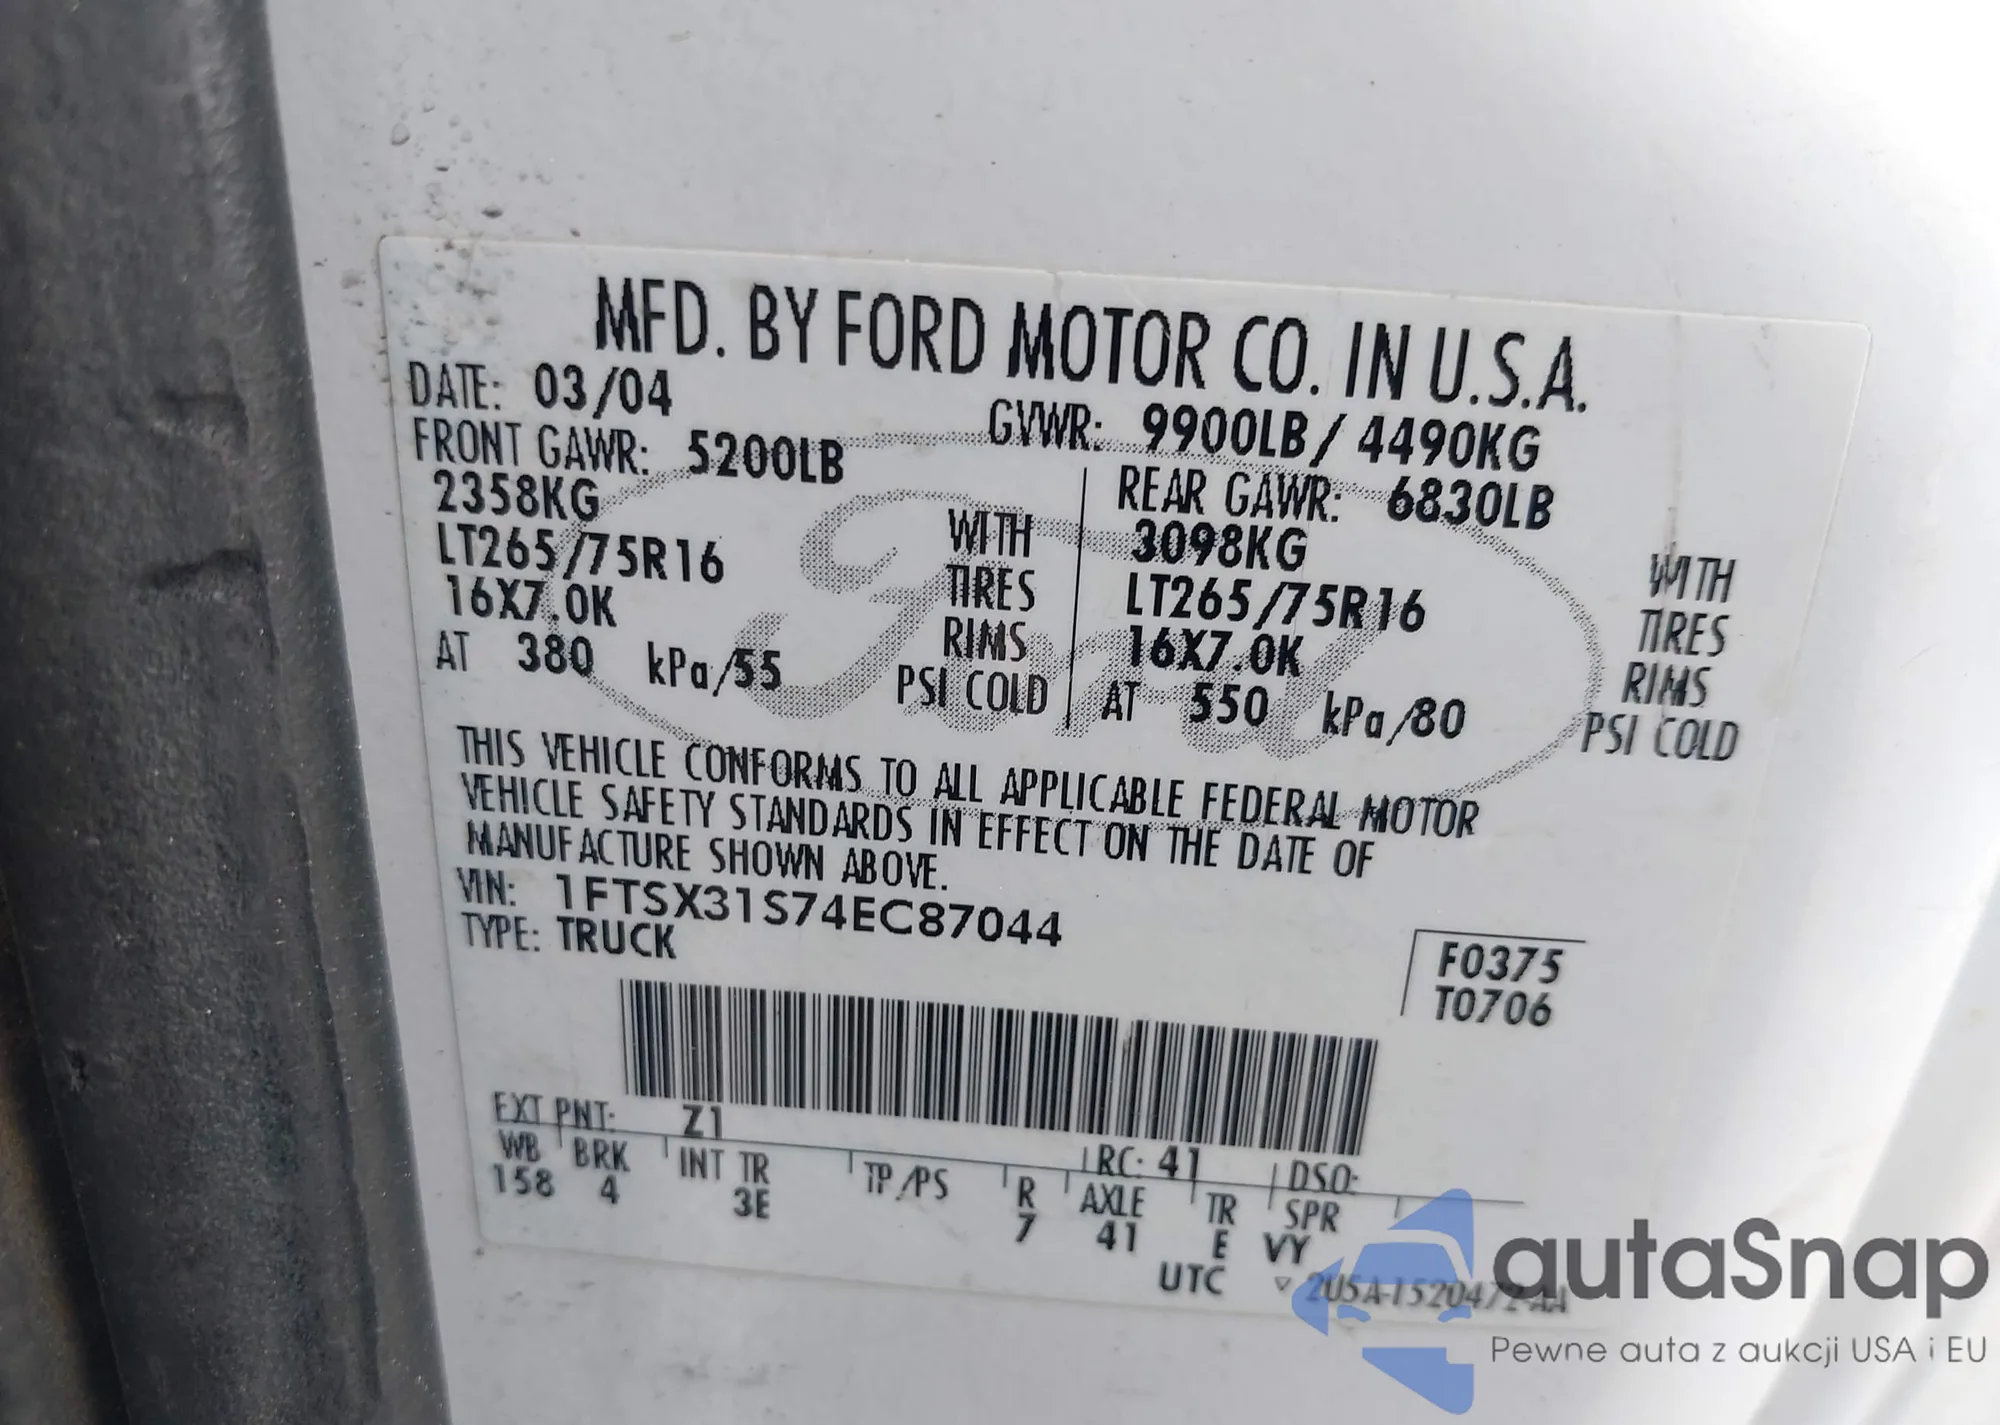 MFD. BY FORD MOTOR CO. IN U.S.A.
DATE: 03/04
GVWR: 9900LB/ 4490KG
FRONT GAWR: 5200LB
2358KG
WITH
LT265/75R16
TIRES
16X7.0K
RIMS
AT 380 kPa/55 PSI COLD
REAR GAWR: 6830LB
3098KG
WITH
LT265/75R16
TIRES
16X7.0K
RIMS
AT 550 kPa/80 PSI COLD
Ford
THIS VEHICLE CONFORMS TO ALL APPLICABLE FEDERAL MOTOR
VEHICLE SAFETY STANDARDS IN EFFECT ON THE DATE OF
MANUFACTURE SHOWN ABOVE.
VIN: 1FTSX31S74EC87044
TYPE: TRUCK
F0375
T0706
EXT PNT: Z1
RC: 41
DSO:
WB BRK INT TR TP/PS R AXLE TR SPR
158 4 3E 7 41 E VY
UTC
▽ 2U5A-1520472-AA
autaSnap
Pewne auta z aukcji USA i EU